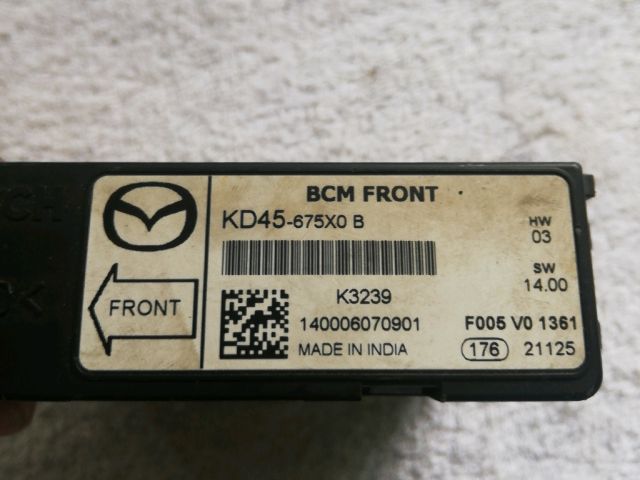 BCM FRONT
KD45-675X0 B
HW
03
SW
14.00
FRONT
K3239
140006070901
F005 V0 1361
MADE IN INDIA
176 21125